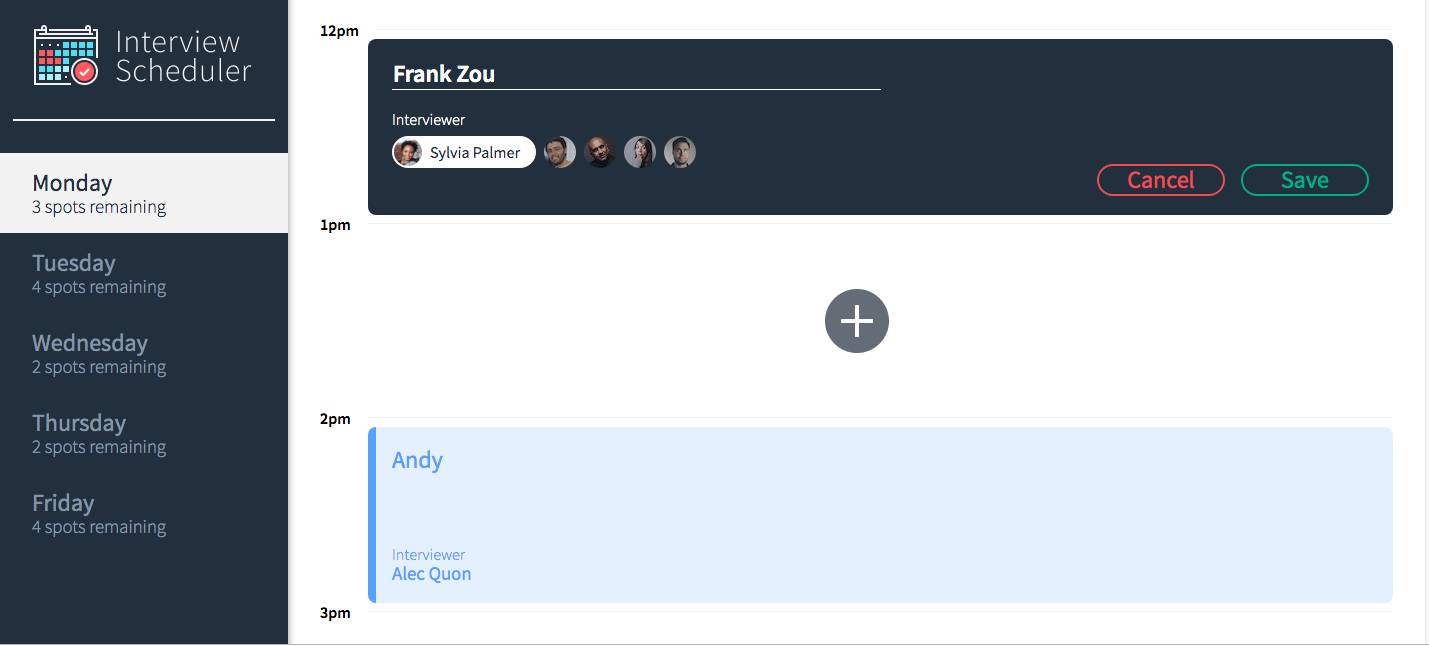 Interview
Scheduler
Monday
3 spots remaining
Tuesday
4 spots remaining
Wednesday
2 spots remaining
Thursday
2 spots remaining
Friday
4 spots remaining
12pm
Frank Zou
Interviewer
Sylvia Palmer
Cancel
Save
1pm
2pm
Andy
Interviewer
Alec Quon
3pm